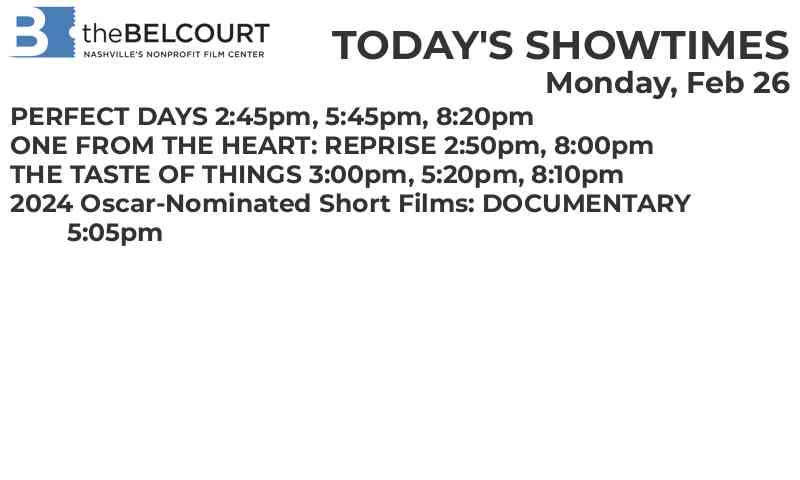 B theBELCOURT
NASHVILLE'S NONPROFIT FILM CENTER
TODAY'S SHOWTIMES
Monday, Feb 26
PERFECT DAYS 2:45pm, 5:45pm, 8:20pm
ONE FROM THE HEART: REPRISE 2:50pm, 8:00pm
THE TASTE OF THINGS 3:00pm, 5:20pm, 8:10pm
2024 Oscar-Nominated Short Films: DOCUMENTARY
5:05pm